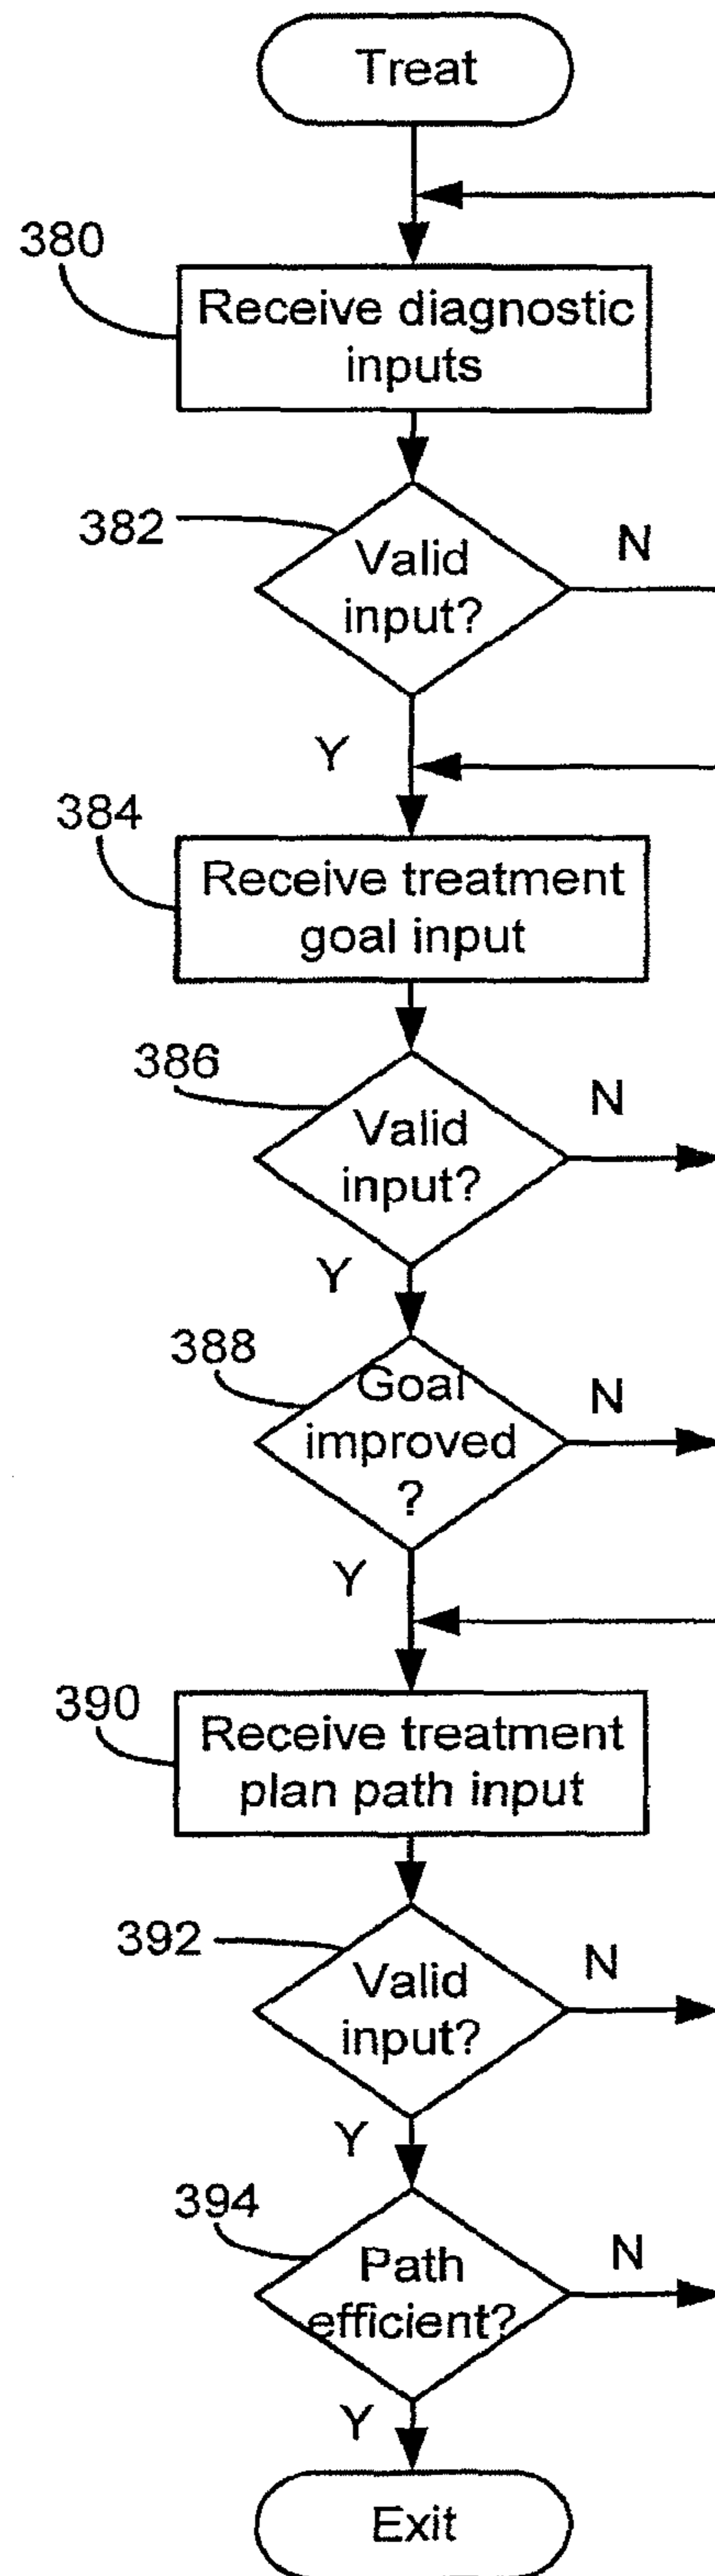 Treat
380
Receive diagnostic
inputs
382
Valid
input?
N
Y
384
Receive treatment
goal input
386
Valid
input?
N
Y
388
Goal
improved
?
N
Y
390
Receive treatment
plan path input
392
Valid
input?
N
Y
394
Path
efficient?
N
Y
Exit